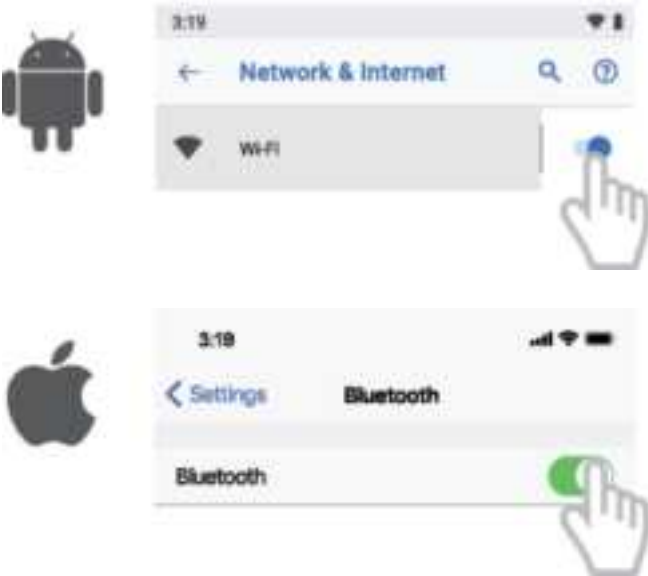 3:19
Network & Internet
Wi-Fi
3:19
Settings
Bluetooth
Bluetooth